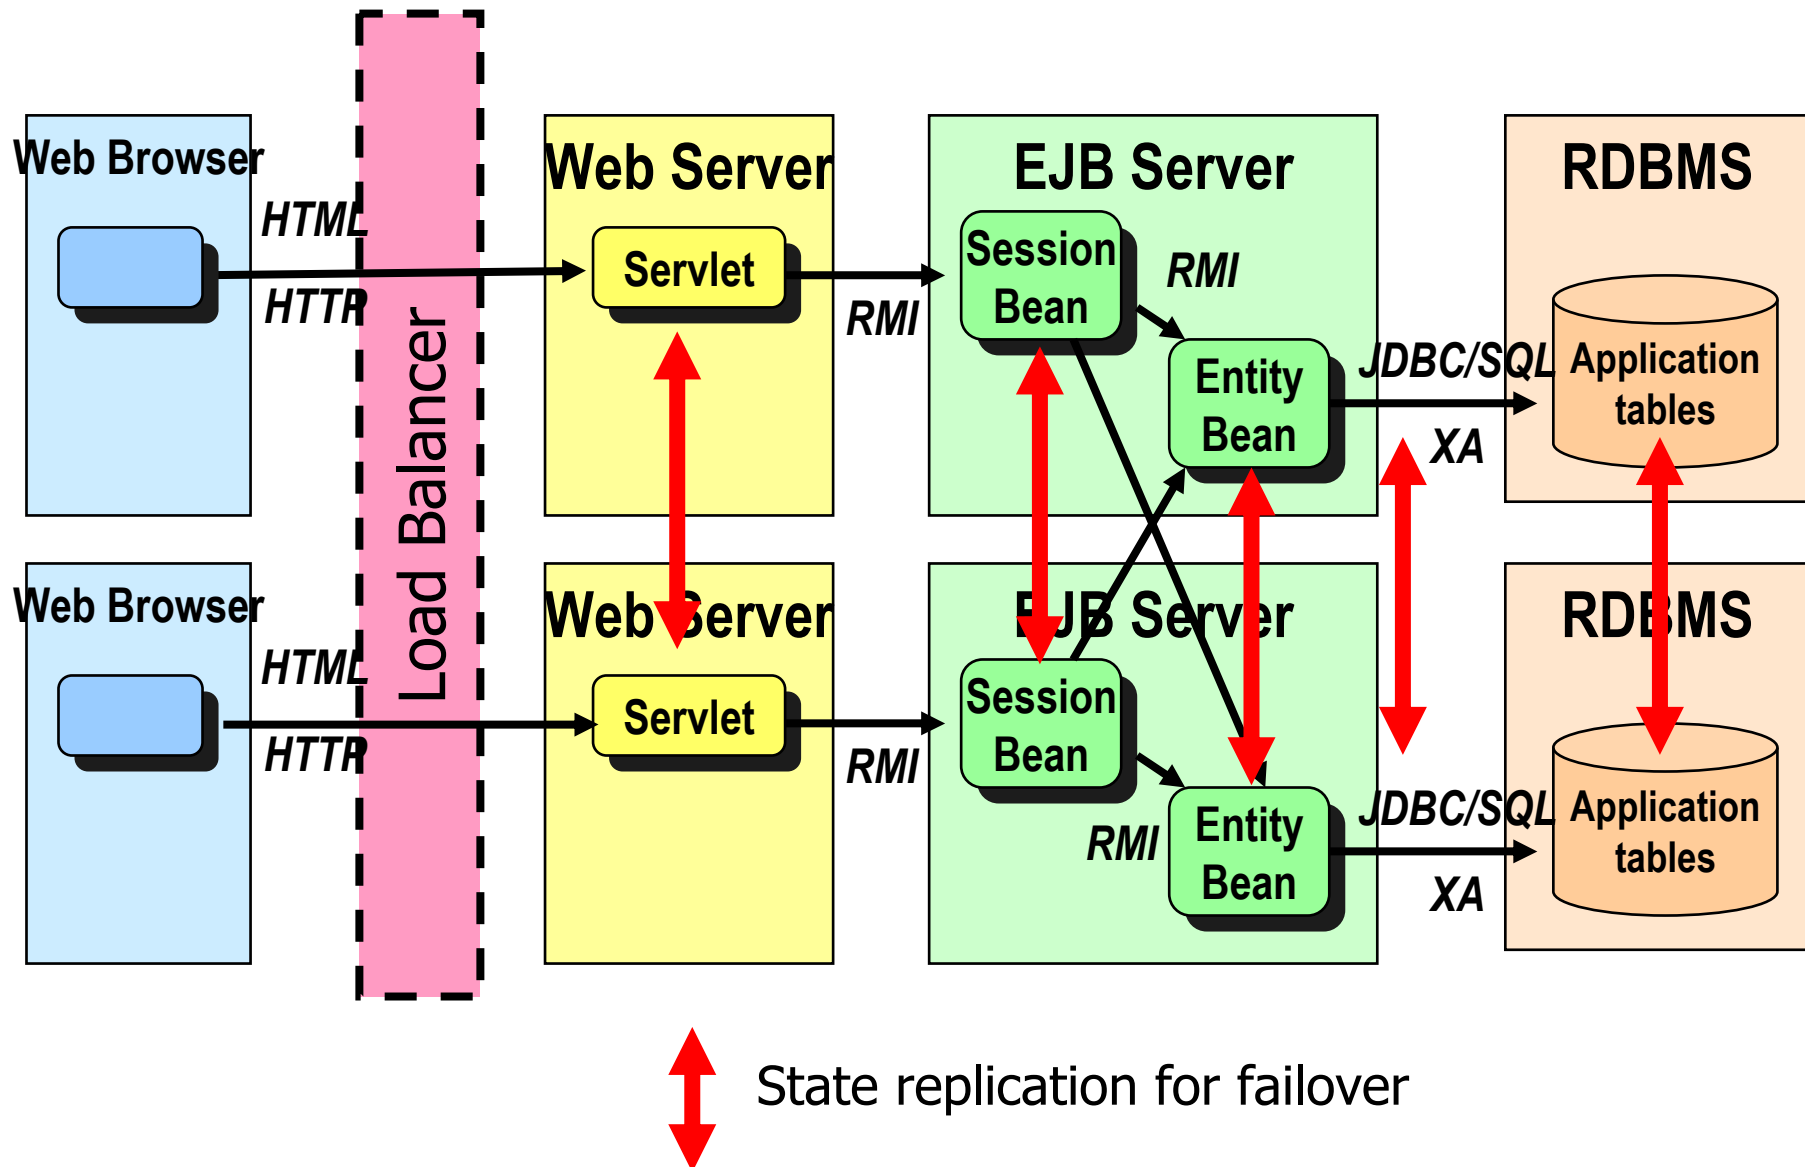 Web Browser
HTML
HTTP
Load Balancer
Web Server
Servlet
RMI
EJB Server
Session
Bean
RMI
Entity
Bean
JDBC/SQL
XA
RDBMS
Application
tables
Web Browser
HTML
HTTP
Web Server
Servlet
RMI
EJB Server
Session
Bean
RMI
Entity
Bean
JDBC/SQL
XA
RDBMS
Application
tables
State replication for failover